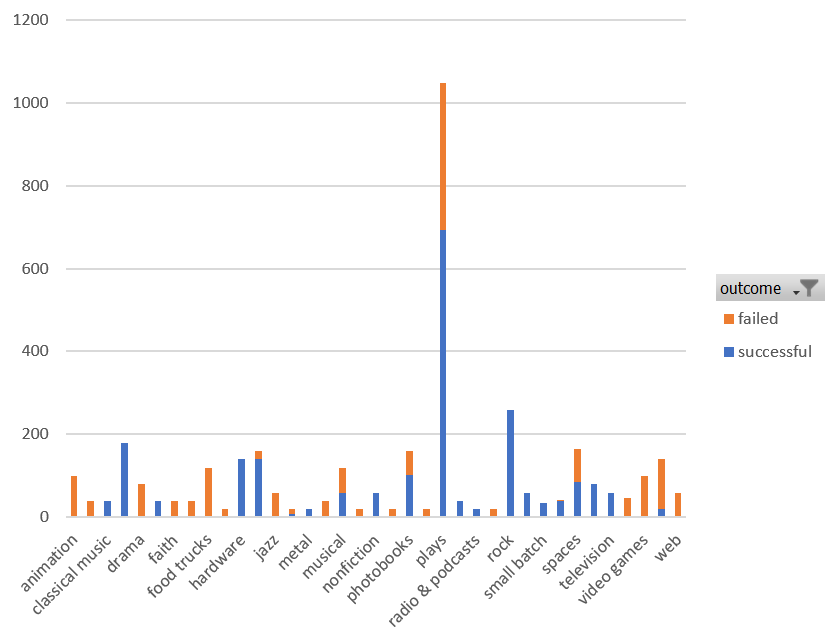 1200
1000
800
600
400
200
0
animation
classical music
drama
faith
food trucks
hardware
jazz
metal
musical
nonfiction
photobooks
plays
radio & podcasts
rock
small batch
spaces
television
video games
web
outcome
failed
successful